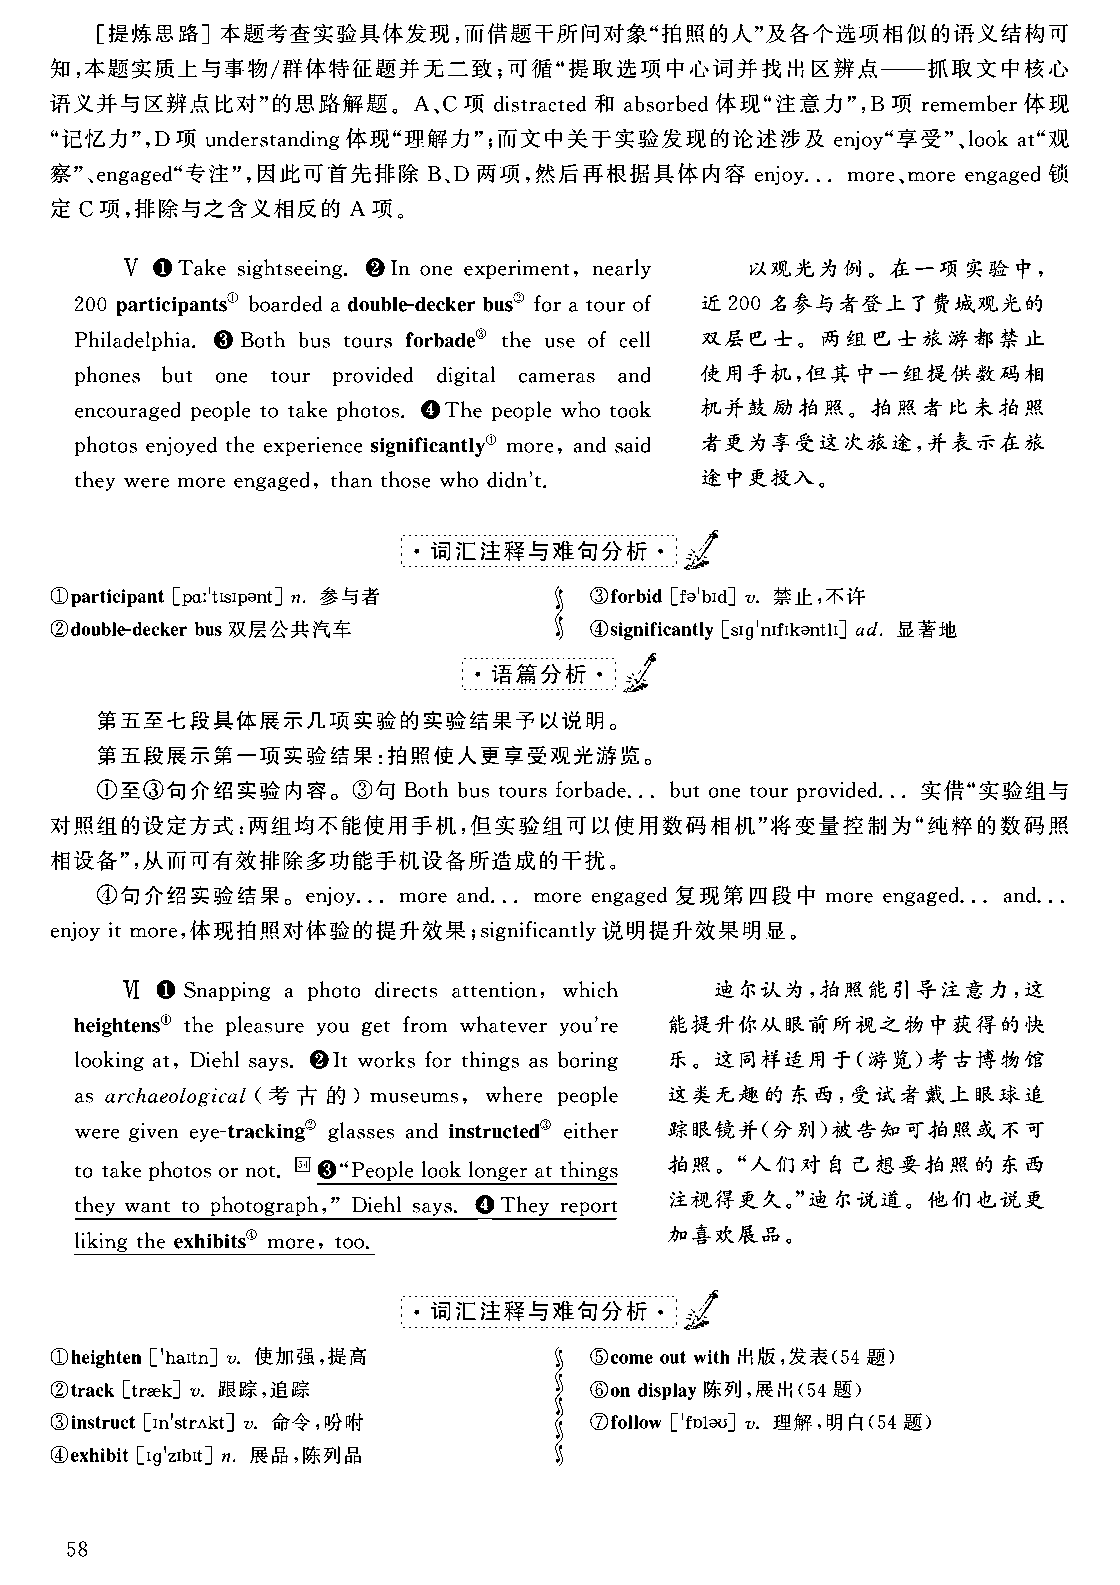 [提炼思路] 本题考查实验具体发现,而借题干所问对象“拍照的人”及各个选项相似的语义结构可
知,本题实质上与事物/群体特征题并无二致;可循“提取选项中心词并找出区辨点——抓取文中核心
语义并与区辨点比对”的思路解题。A、C 项 distracted 和 absorbed 体现“注意力”,B 项 remember 体现
“记忆力”,D 项 understanding 体现“理解力”;而文中关于实验发现的论述涉及 enjoy“享受”、look at“观
察”、engaged“专注”,因此可首先排除 B、D 两项,然后再根据具体内容 enjoy... more、more engaged 锁
定 C 项,排除与之含义相反的 A 项。
Ⅴ ❶Take sightseeing. ❷In one experiment, nearly
200 participants① boarded a double-decker bus② for a tour of
Philadelphia. ❸Both bus tours forbade③ the use of cell
phones but one tour provided digital cameras and
encouraged people to take photos. ❹The people who took
photos enjoyed the experience significantly④ more, and said
they were more engaged, than those who didn't.
以观光为例。在一项实验中,
近 200 名参与者登上了费城观光的
双层巴士。两组巴士旅游都禁止
使用手机,但其中一组提供数码相
机并鼓励拍照。拍照者比未拍照
者更为享受这次旅途,并表示在旅
途中更投入。
·词汇注释与难句分析·
①participant [pɑːˈtɪsɪpənt] n. 参与者
②double-decker bus 双层公共汽车
③forbid [fəˈbɪd] v. 禁止,不许
④significantly [sɪɡˈnɪfɪkəntlɪ] ad. 显著地
·语篇分析·
第五至七段具体展示几项实验的实验结果予以说明。
第五段展示第一项实验结果:拍照使人更享受观光游览。
①至③句介绍实验内容。③句 Both bus tours forbade... but one tour provided... 实借“实验组与
对照组的设定方式:两组均不能使用手机,但实验组可以使用数码相机”将变量控制为“纯粹的数码照
相设备”,从而可有效排除多功能手机设备所造成的干扰。
④句介绍实验结果。enjoy... more and... more engaged 复现第四段中 more engaged... and...
enjoy it more,体现拍照对体验的提升效果;significantly 说明提升效果明显。
Ⅵ ❶Snapping a photo directs attention, which
heightens① the pleasure you get from whatever you're
looking at, Diehl says. ❷It works for things as boring
as archaeological(考古的)museums, where people
were given eye-tracking② glasses and instructed③ either
to take photos or not. 54 ❸“People look longer at things
they want to photograph,” Diehl says. ❹They report
liking the exhibits④ more, too.
迪尔认为,拍照能引导注意力,这
能提升你从眼前所视之物中获得的快
乐。这同样适用于(游览)考古博物馆
这类无趣的东西,受试者戴上眼球追
踪眼镜并(分别)被告知可拍照或不可
拍照。“人们对自己想要拍照的东西
注视得更久。”迪尔说道。他们也说更
加喜欢展品。
·词汇注释与难句分析·
①heighten [ˈhaɪtn] v. 使加强,提高
②track [træk] v. 跟踪,追踪
③instruct [ɪnˈstrʌkt] v. 命令,吩咐
④exhibit [ɪɡˈzɪbɪt] n. 展品,陈列品
⑤come out with 出版,发表(54 题)
⑥on display 陈列,展出(54 题)
⑦follow [ˈfɒləʊ] v. 理解,明白(54 题)
58